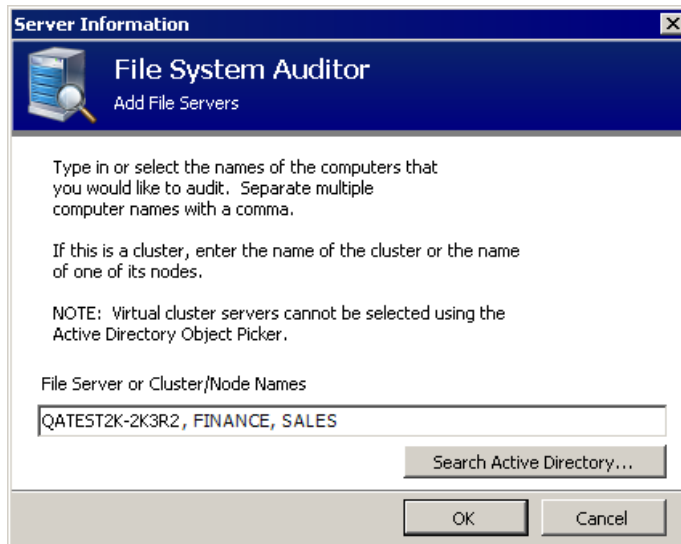 Server Information
File System Auditor
Add File Servers
Type in or select the names of the computers that
you would like to audit.  Separate multiple
computer names with a comma.
If this is a cluster, enter the name of the cluster or the name
of one of its nodes.
NOTE:  Virtual cluster servers cannot be selected using the
Active Directory Object Picker.
File Server or Cluster/Node Names
QATEST2K-2K3R2, FINANCE, SALES
Search Active Directory...
OK Cancel